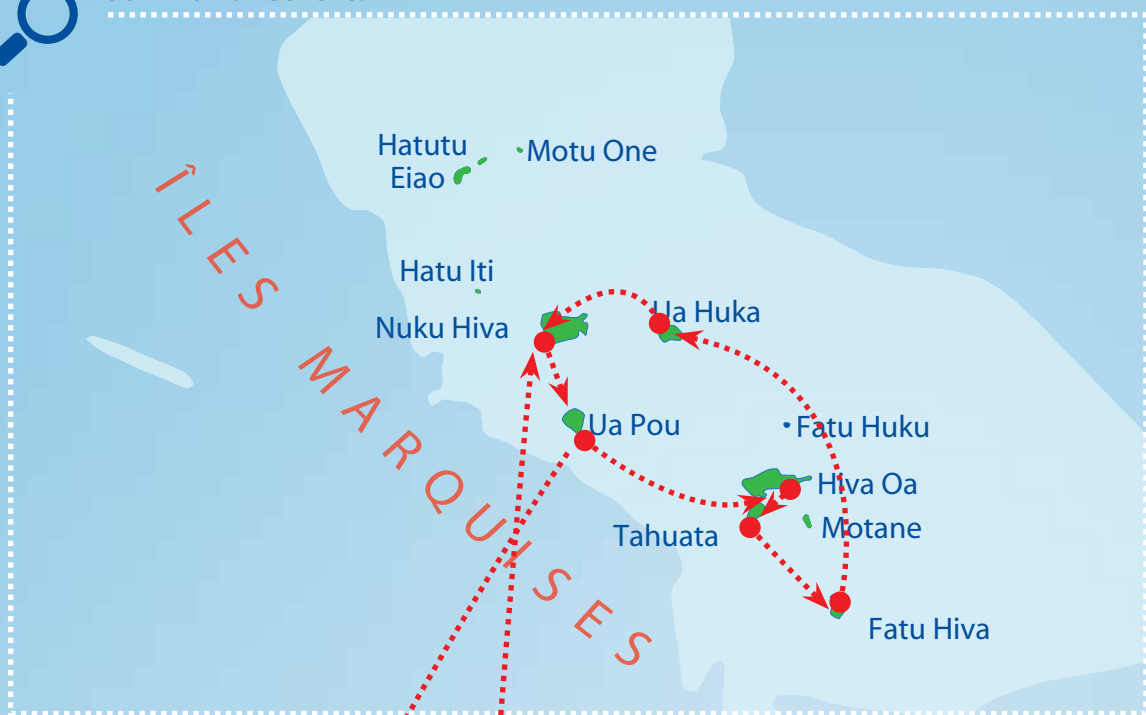 Hatutu
Eiao
Motu One
ÎLES MARQUISES
Hatu Iti
Nuku Hiva
Ua Huka
Ua Pou
Fatu Huku
Hiva Oa
Motane
Tahuata
Fatu Hiva